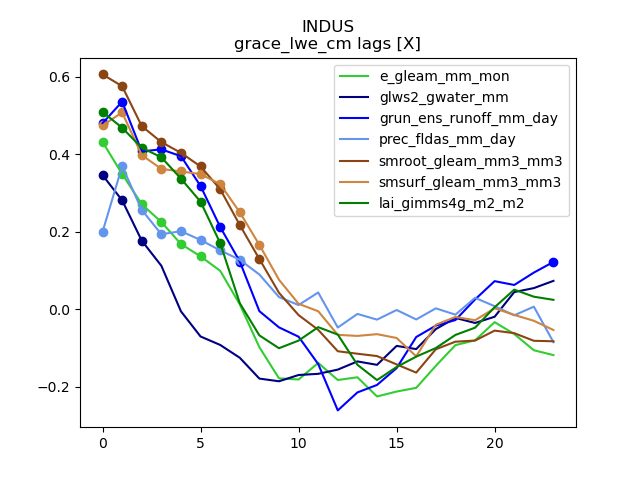 INDUS
grace_lwe_cm lags [X]
e_gleam_mm_mon
glws2_gwater_mm
grun_ens_runoff_mm_day
prec_fldas_mm_day
smroot_gleam_mm3_mm3
smsurf_gleam_mm3_mm3
lai_gimms4g_m2_m2
0.6
0.4
0.2
0.0
−0.2
0 5 10 15 20